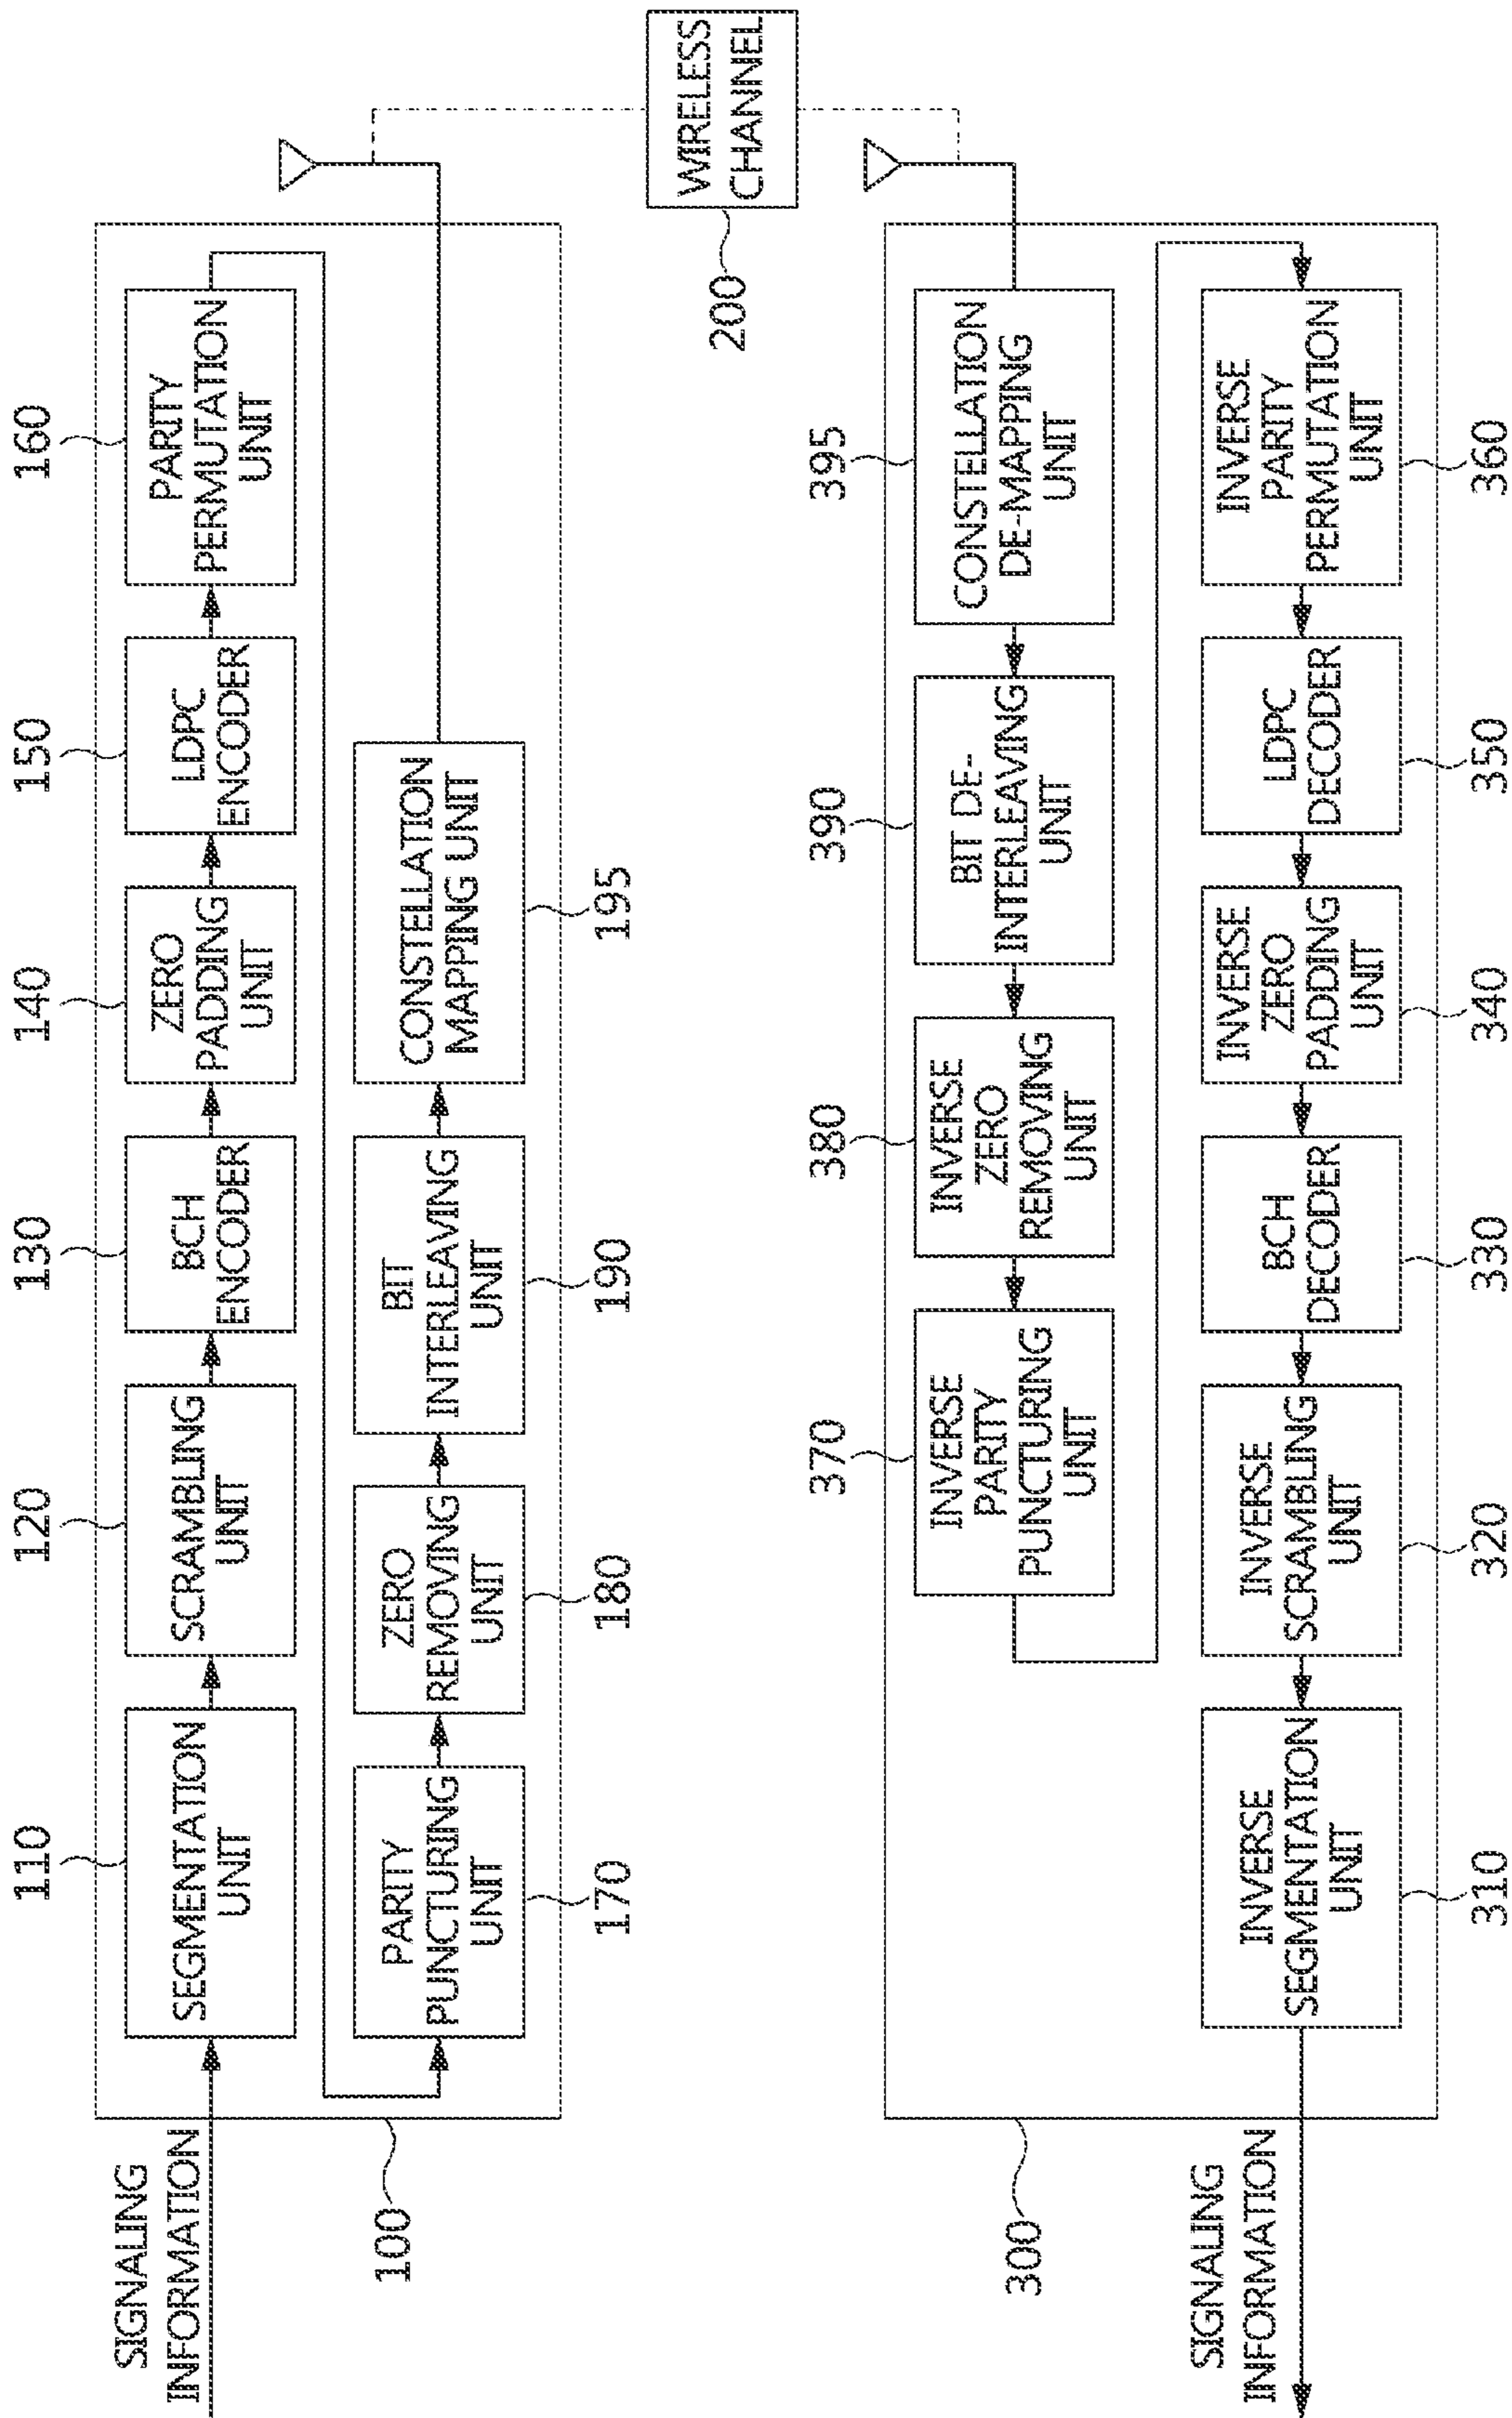 110
120
130
140
150
160
SIGNALING
INFORMATION
SEGMENTATION
UNIT
SCRAMBLING
UNIT
BCH
ENCODER
ZERO
PADDING
UNIT
LDPC
ENCODER
PARITY
PERMUTATION
UNIT
PARITY
PUNCTURING
UNIT
ZERO
REMOVING
UNIT
BIT
INTERLEAVING
UNIT
CONSTELLATION
MAPPING UNIT
100
170
180
190
195
WIRELESS
CHANNEL
200
370
380
390
395
INVERSE
PARITY
PUNCTURING
UNIT
INVERSE
ZERO
REMOVING
UNIT
BIT DE-
INTERLEAVING
UNIT
CONSTELLATION
DE-MAPPING
UNIT
300
SIGNALING
INFORMATION
INVERSE
SEGMENTATION
UNIT
INVERSE
SCRAMBLING
UNIT
BCH
DECODER
INVERSE
ZERO
PADDING
UNIT
LDPC
DECODER
INVERSE
PARITY
PERMUTATION
UNIT
310
320
330
340
350
360